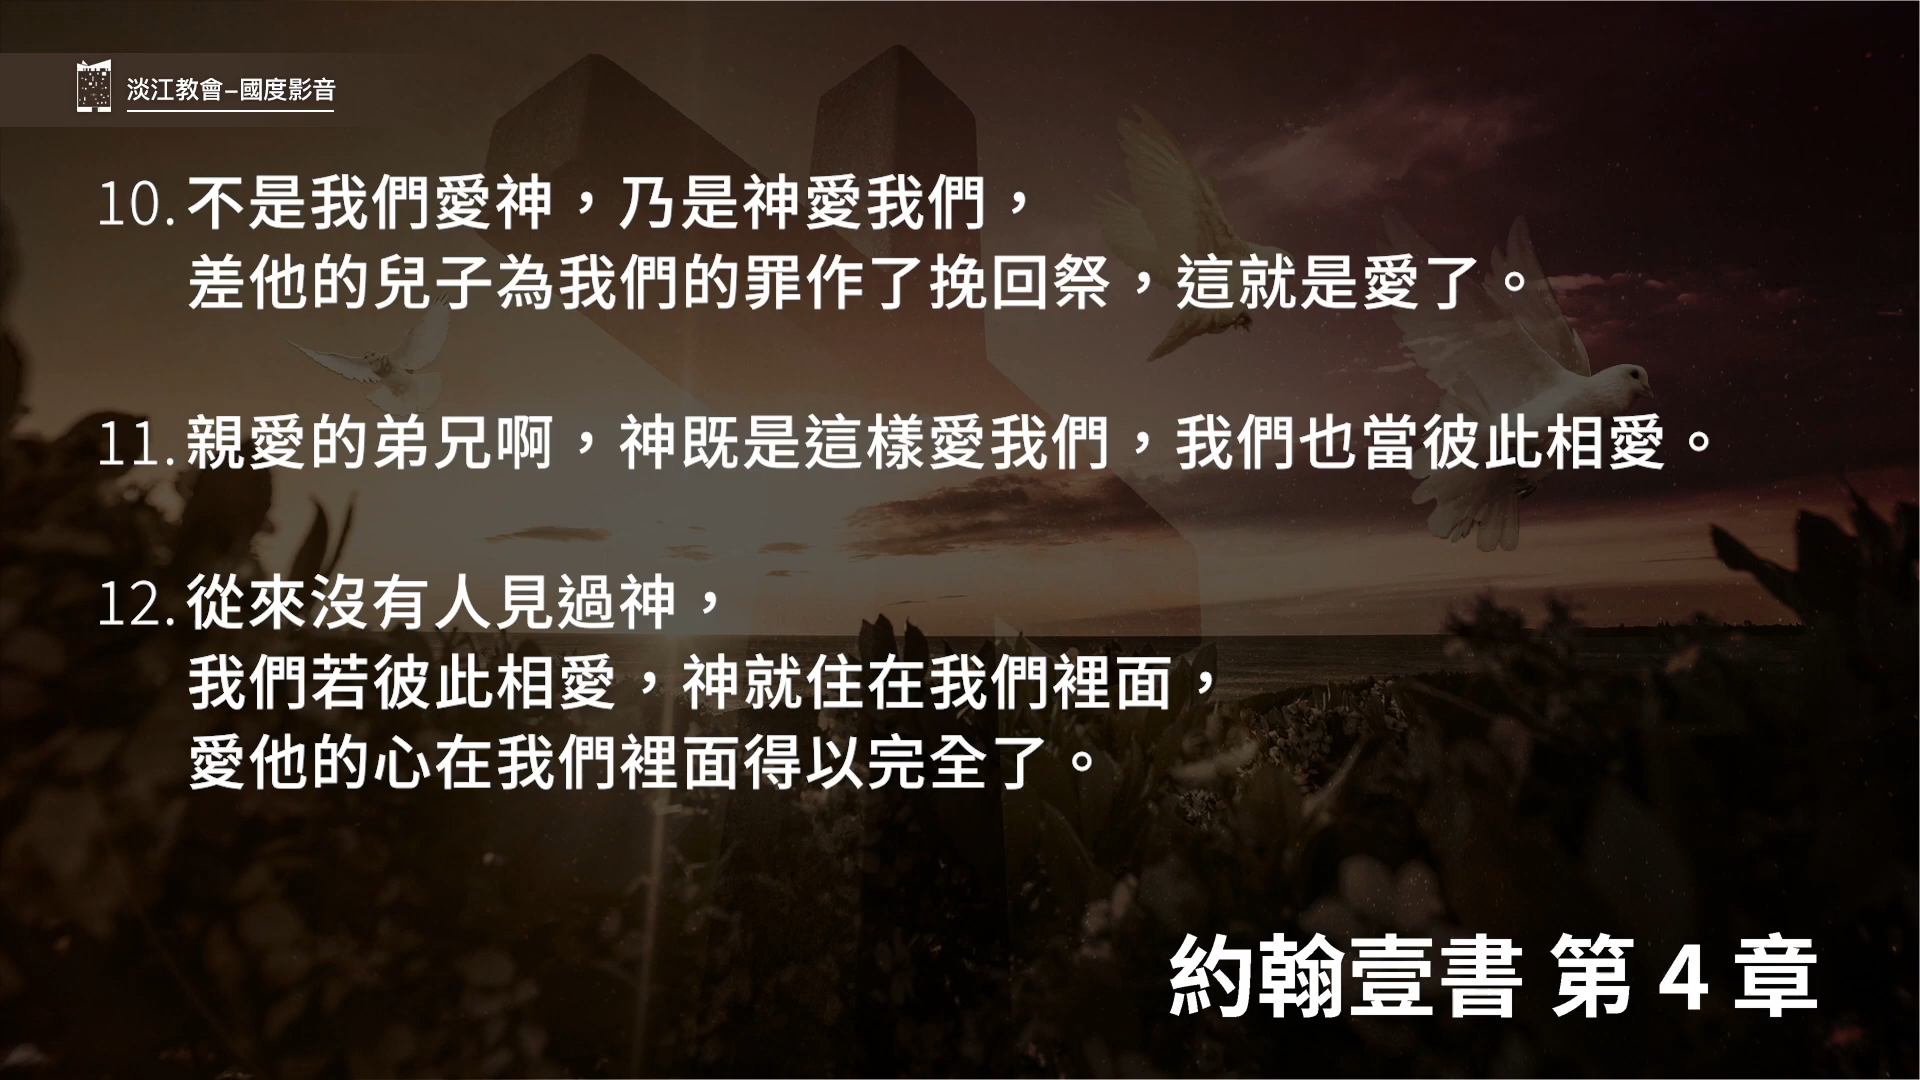 淡江教會–國度影音
10. 不是我們愛神，乃是神愛我們，
差他的兒子為我們的罪作了挽回祭，這就是愛了。
11. 親愛的弟兄啊，神既是這樣愛我們，我們也當彼此相愛。
12. 從來沒有人見過神，
我們若彼此相愛，神就住在我們裡面，
愛他的心在我們裡面得以完全了。
約翰壹書 第 4 章